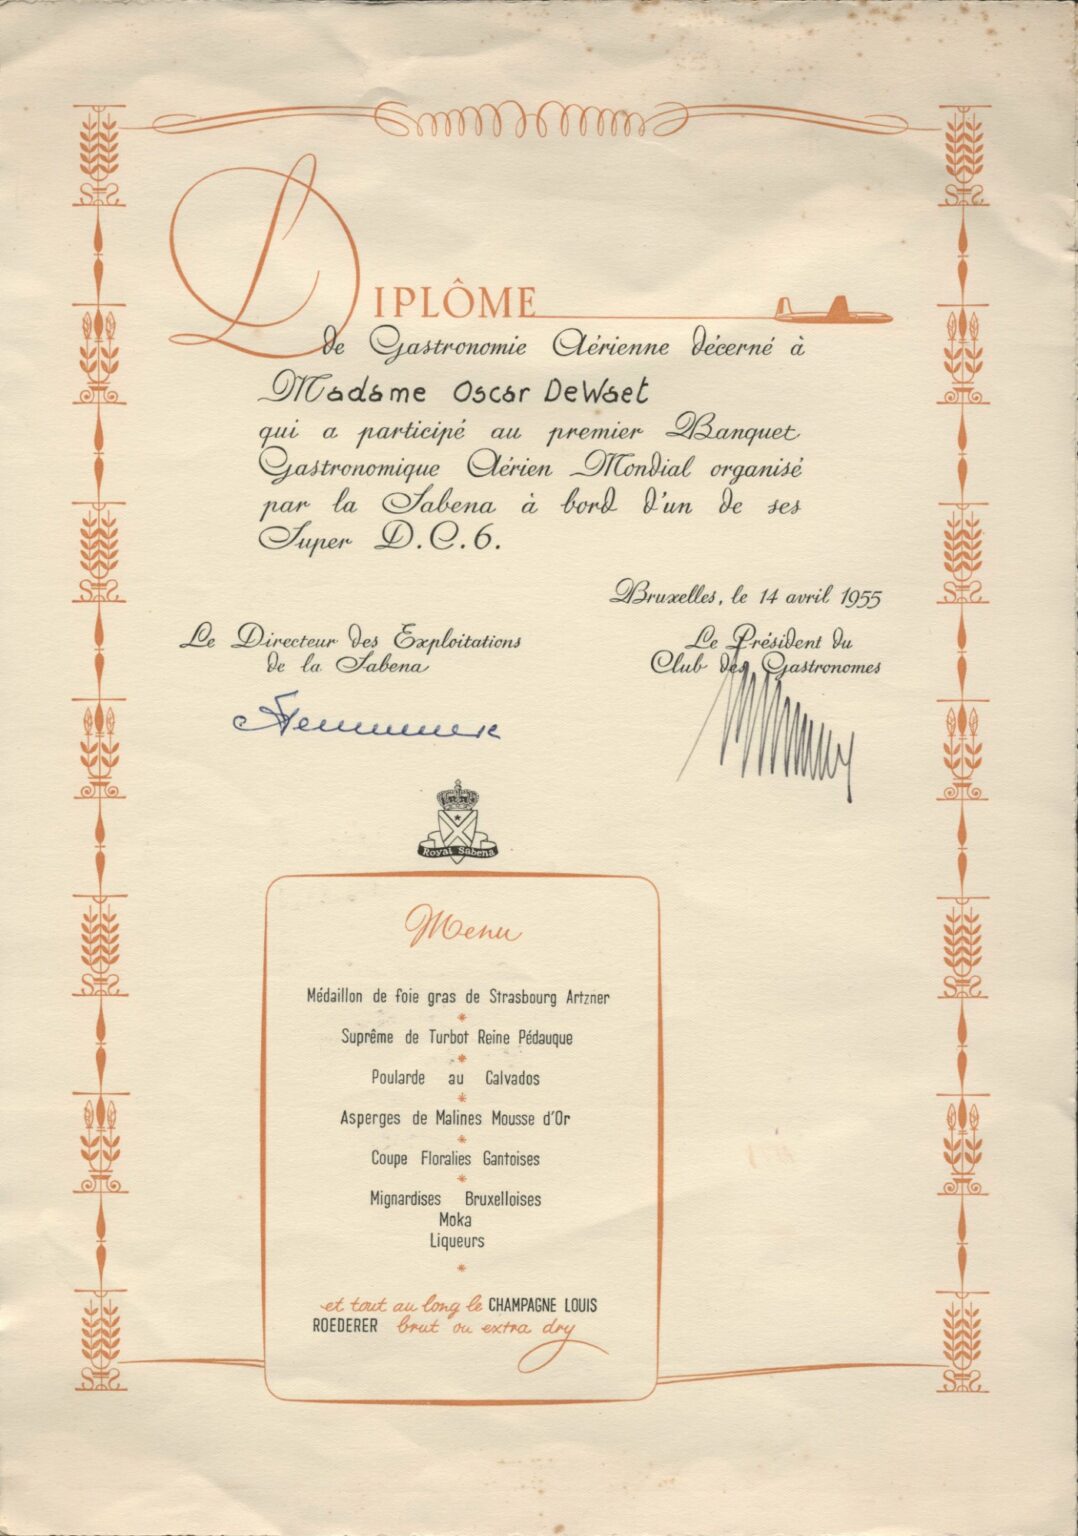 DIPLÔME
de Gastronomie Aérienne décerné à
Madame Oscar DeWaet
qui a participé au premier Banquet
Gastronomique Aérien Mondial organisé
par la Sabena à bord d'un de ses
Super D.C.6.
Bruxelles, le 14 avril 1955
Le Directeur des Exploitations
de la Sabena
Le Président du
Club des Gastronomes
Royal Sabena
Menu
Médaillon de foie gras de Strasbourg Artzner
*
Suprême de Turbot Reine Pédauque
*
Poularde au Calvados
*
Asperges de Malines Mousse d'Or
*
Coupe Floralies Gantoises
*
Mignardises Bruxelloises
Moka
Liqueurs
*
et tout au long le CHAMPAGNE LOUIS
ROEDERER brut ou extra dry